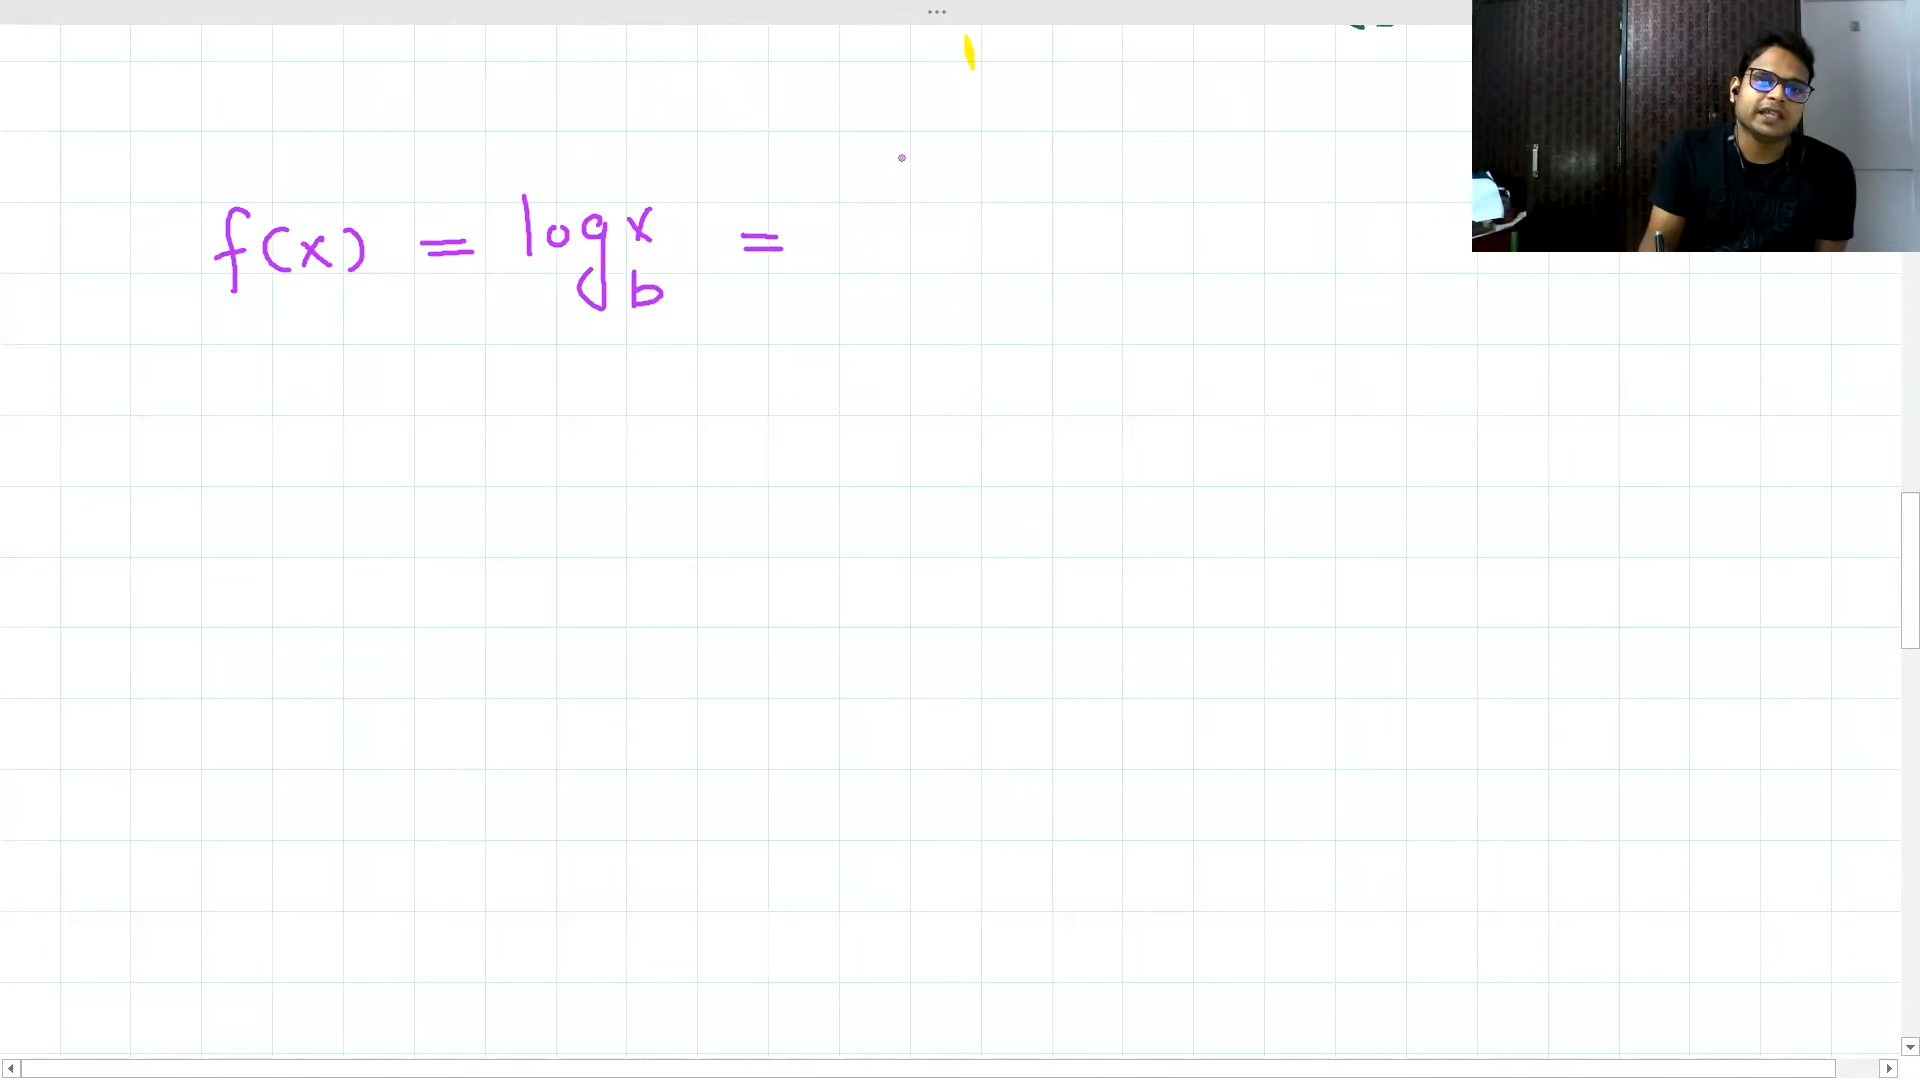 f(x) = log x =
b